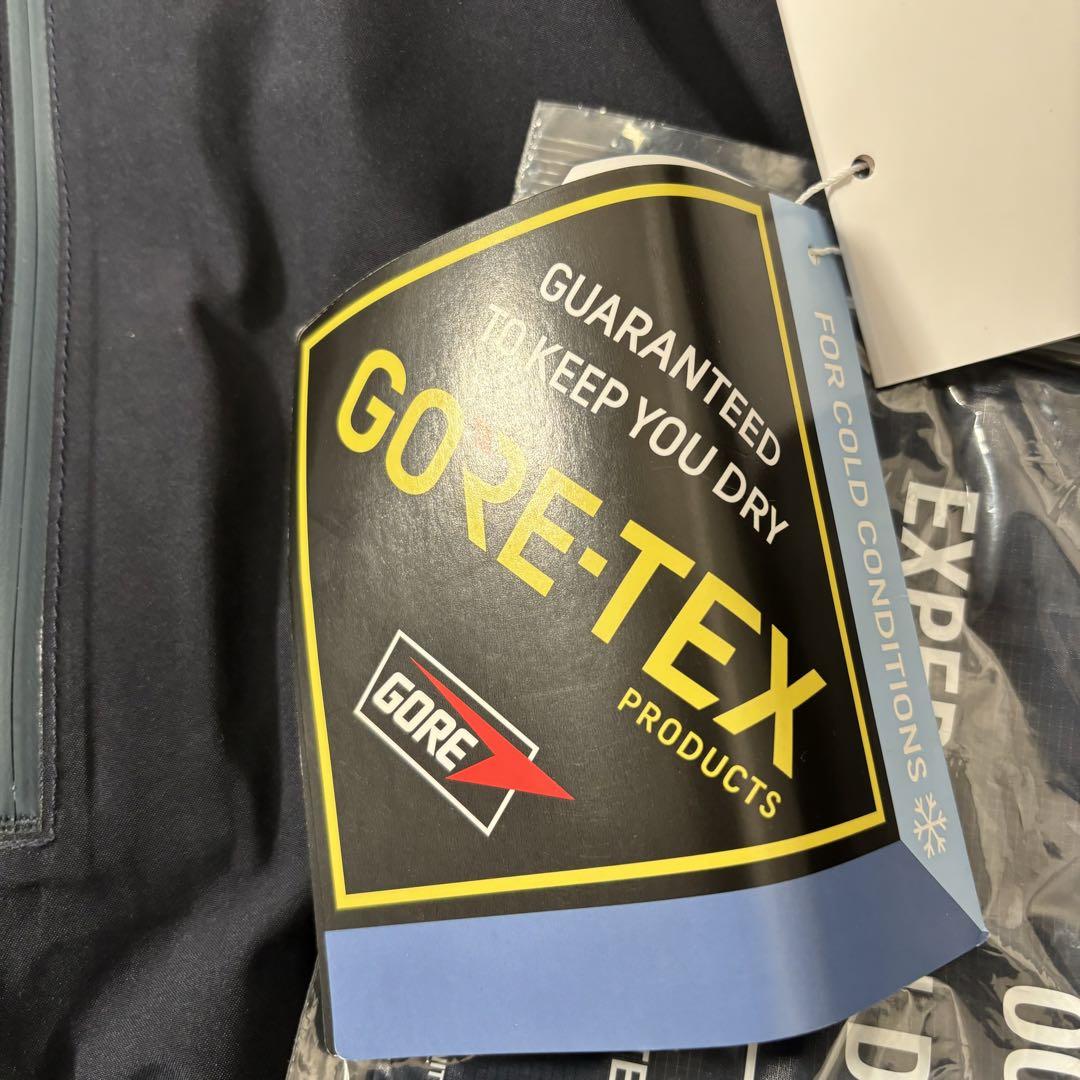 GUARANTEED
TO KEEP YOU DRY
GORE-TEX
PRODUCTS
GORE
FOR COLD CONDITIONS